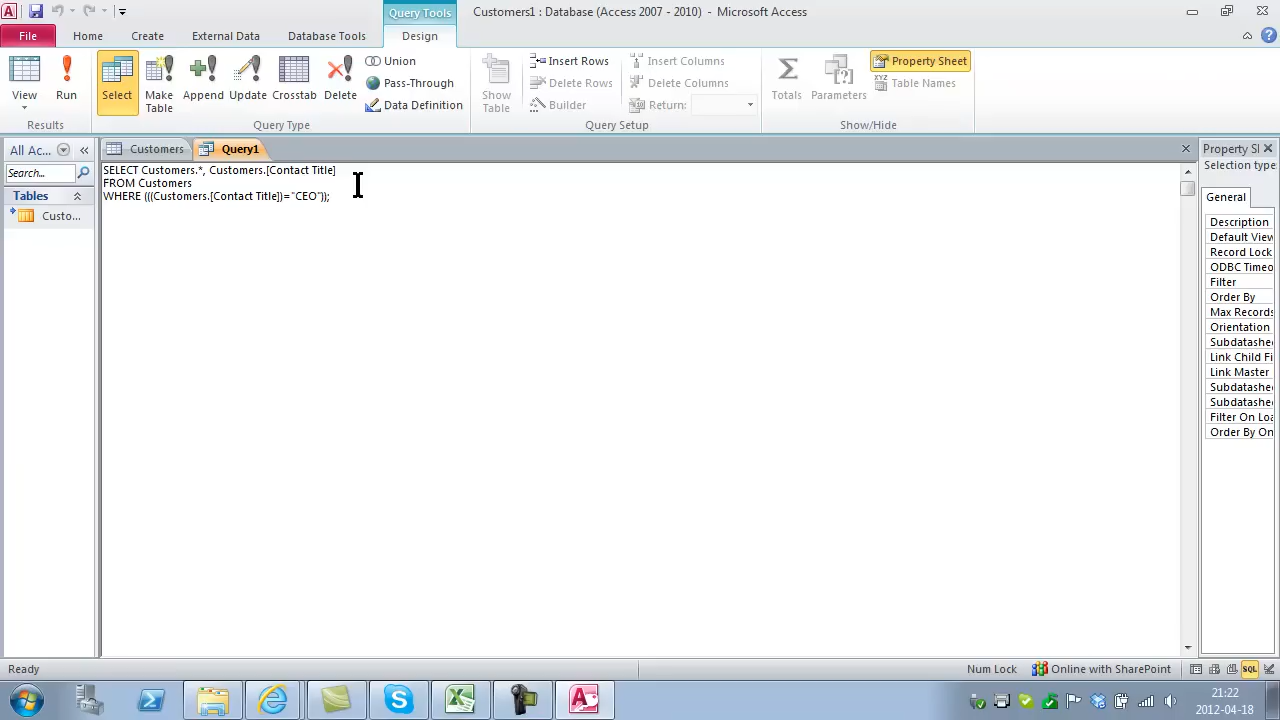 Query Tools
Customers1 : Database (Access 2007 - 2010) - Microsoft Access
File
Home
Create
External Data
Database Tools
Design
View
Run
Select
Make Table
Append
Update
Crosstab
Delete
Union
Pass-Through
Data Definition
Show Table
Insert Rows
Delete Rows
Builder
Insert Columns
Delete Columns
Return:
Totals
Parameters
Property Sheet
XYZ Table Names
Results
Query Type
Query Setup
Show/Hide
All Ac...
Customers
Query1
Property Sl
Search...
Selection type
Tables
Custo...
SELECT Customers.*, Customers.[Contact Title]
FROM Customers
WHERE (((Customers.[Contact Title])="CEO"));
General
Description
Default View
Record Lock
ODBC Timeo
Filter
Order By
Max Records
Orientation
Subdatashee
Link Child Fi
Link Master
Subdatashee
Subdatashee
Filter On Loa
Order By On
Ready
Num Lock
Online with SharePoint
SQL
21:22
2012-04-18